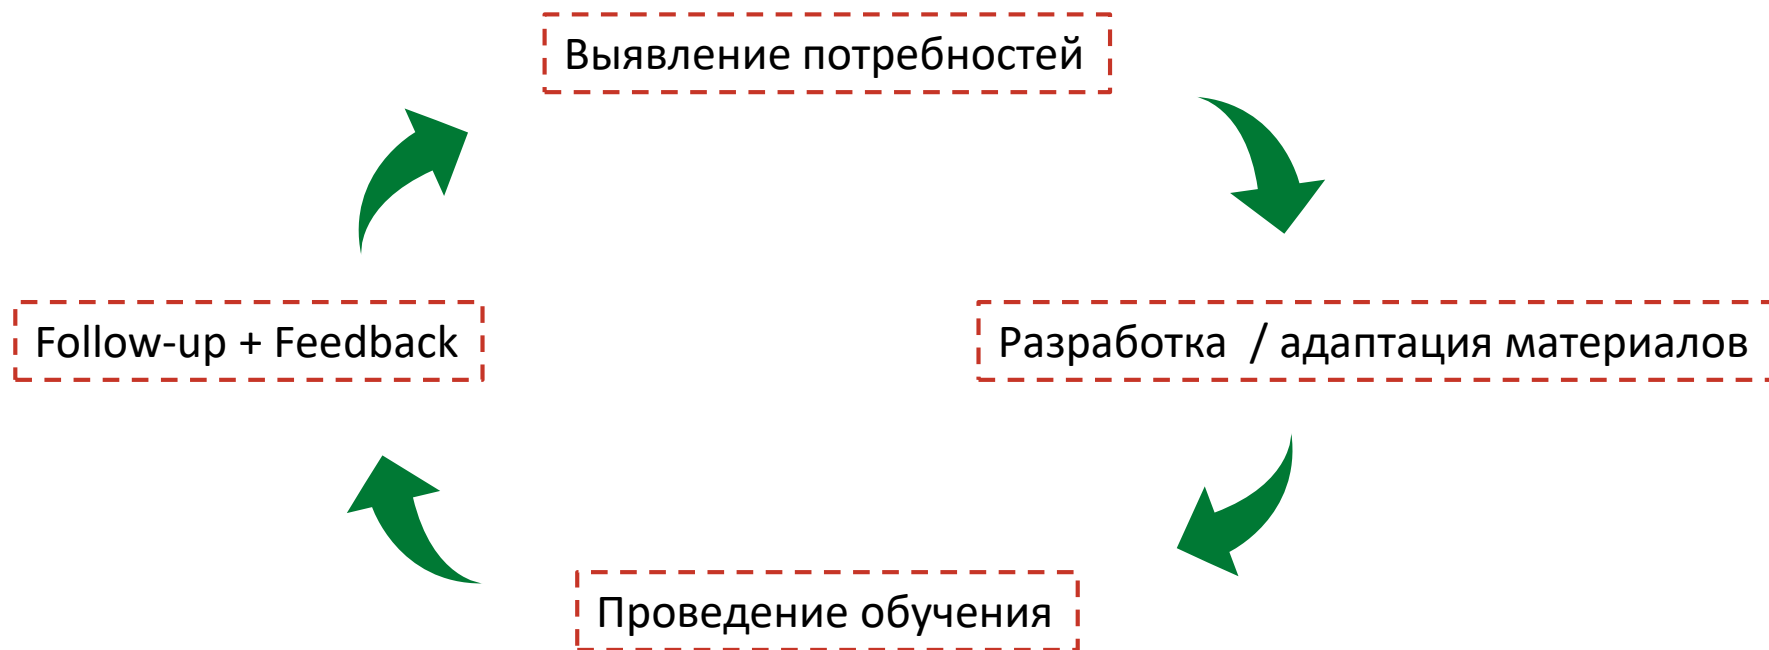 Выявление потребностей
Follow-up + Feedback
Разработка / адаптация материалов
Проведение обучения